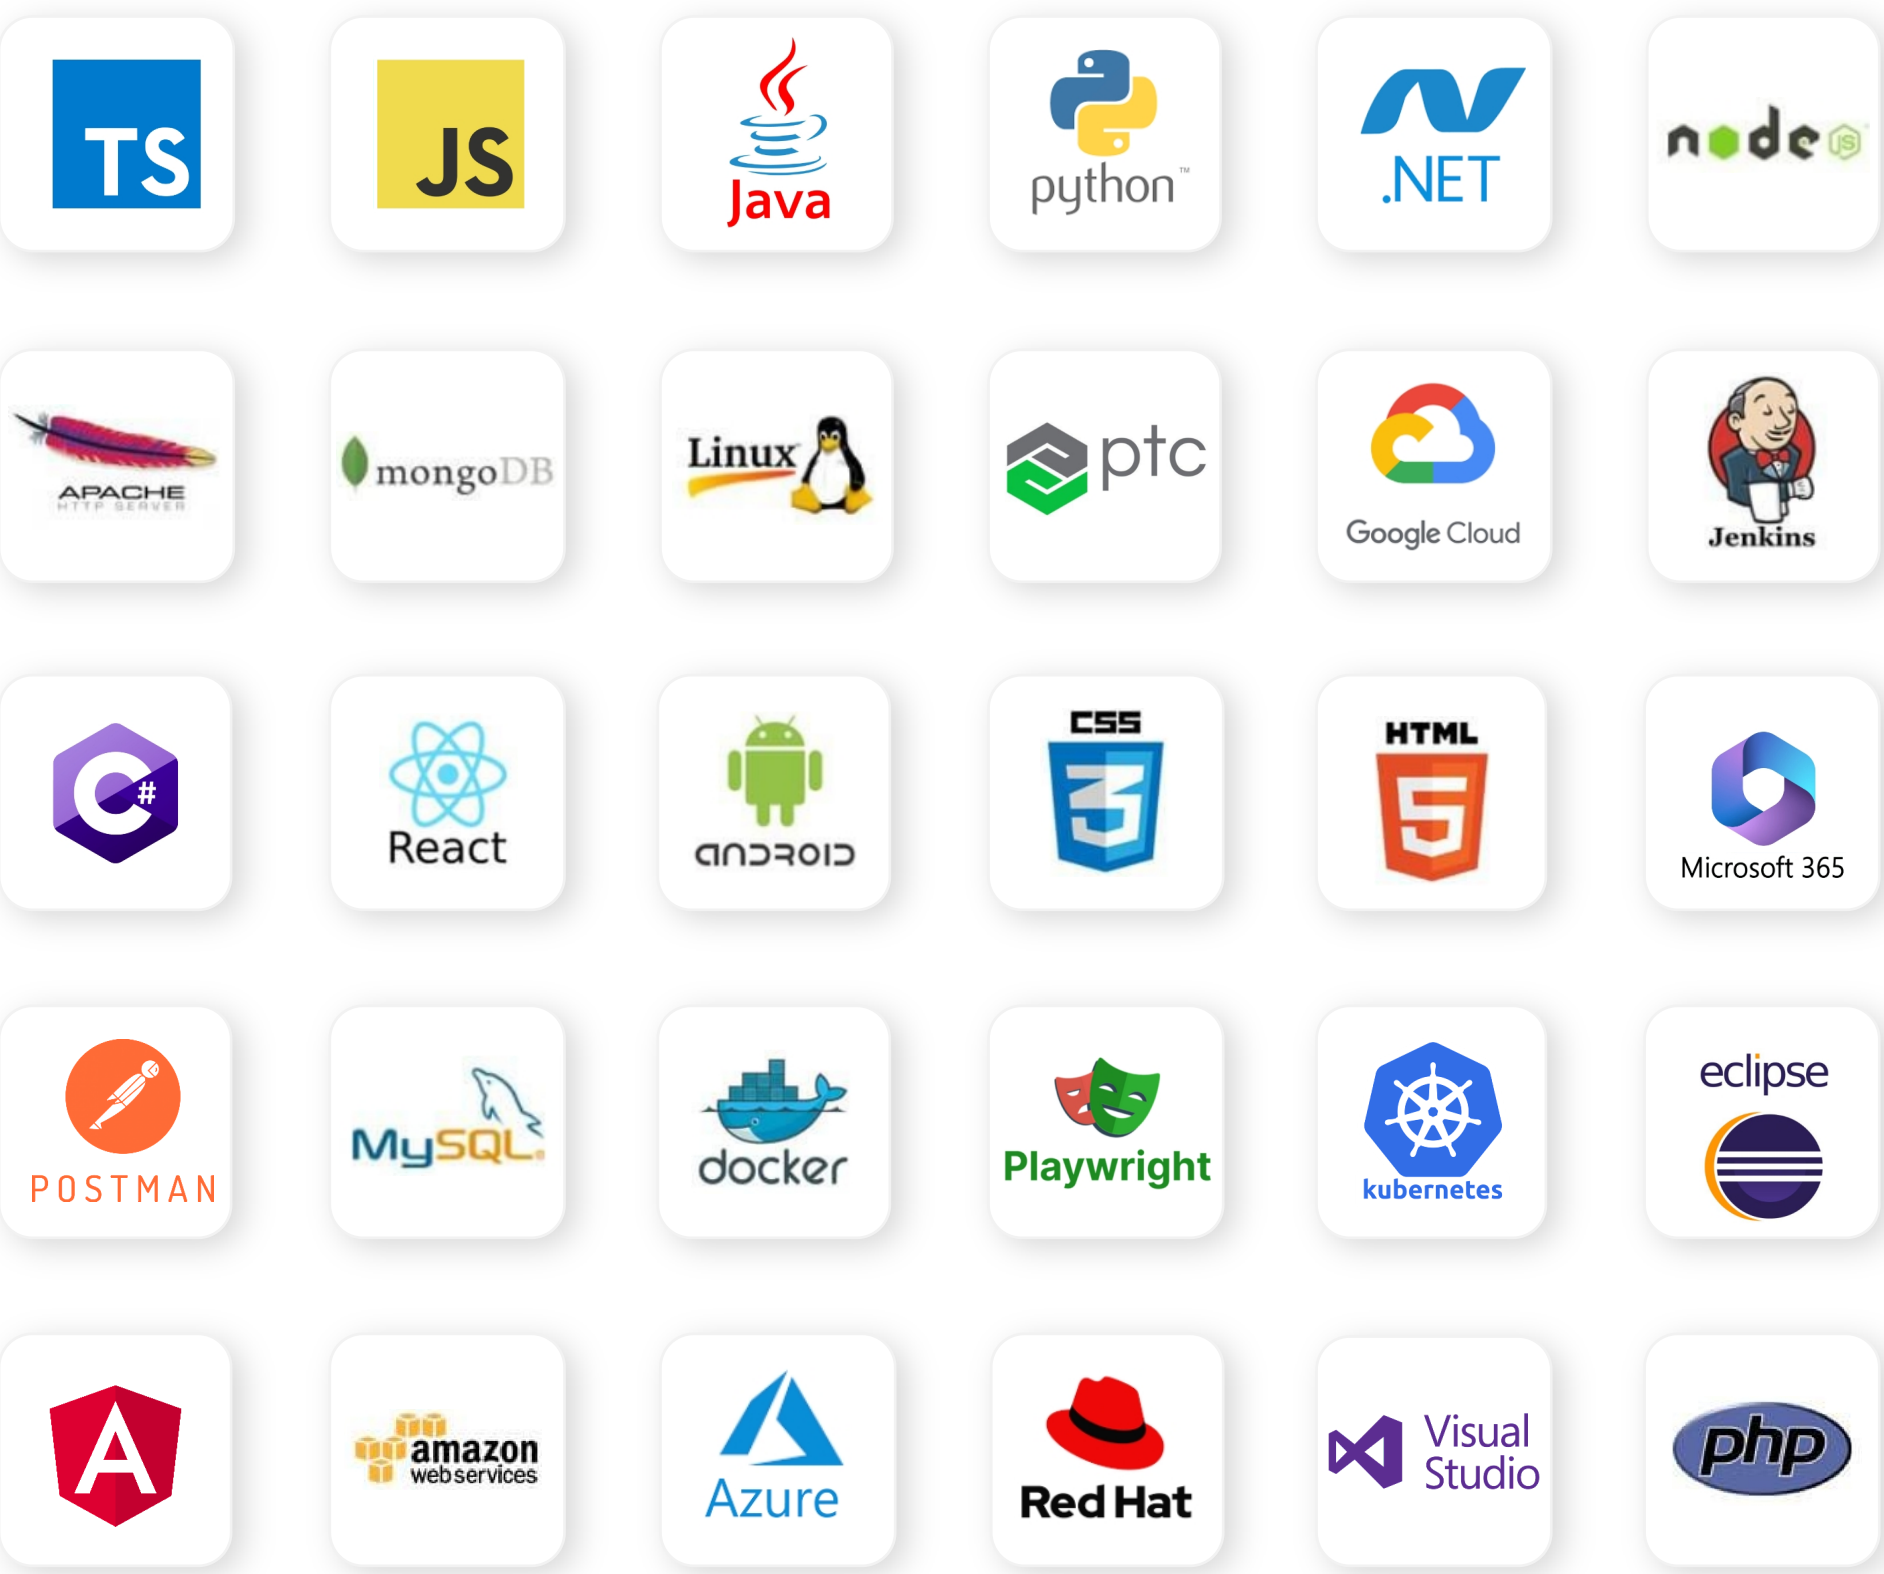 TS
JS
Java
python™
.NET
node JS
APACHE
HTTP SERVER
mongoDB
Linux
ptc
Google Cloud
Jenkins
C#
React
ANDROID
CSS
3
HTML
5
Microsoft 365
POSTMAN
MySQL
docker
Playwright
kubernetes
eclipse
A
amazon
webservices
Azure
Red Hat
Visual
Studio
php